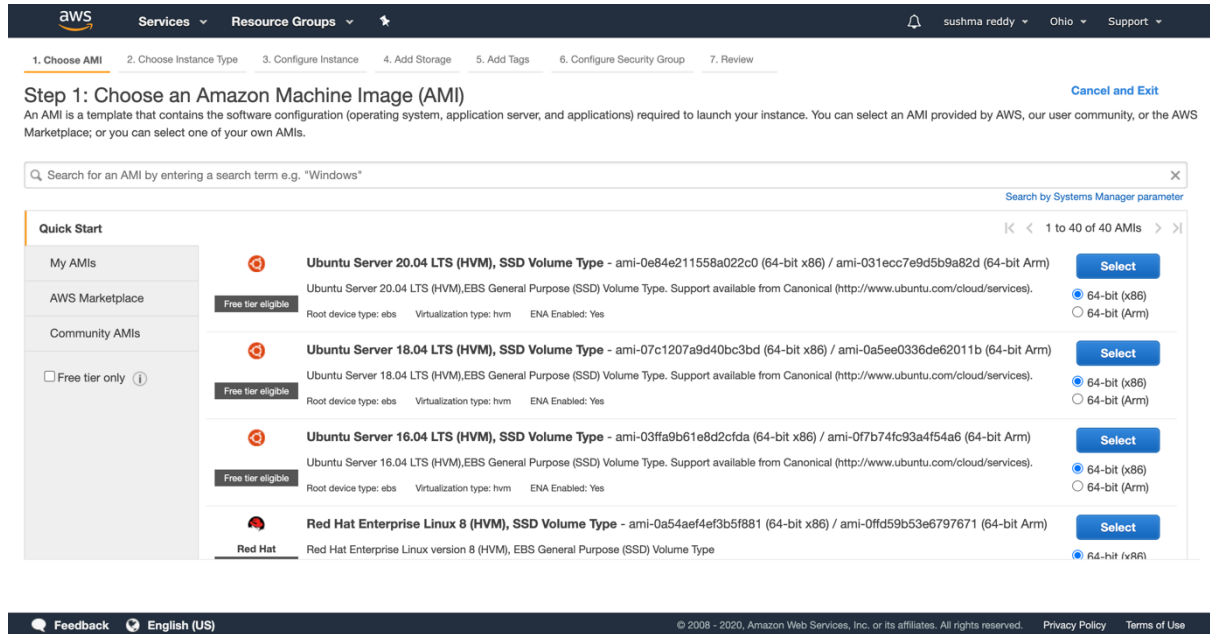 aws Services Resource Groups sushma reddy Ohio Support
1. Choose AMI 2. Choose Instance Type 3. Configure Instance 4. Add Storage 5. Add Tags 6. Configure Security Group 7. Review
Step 1: Choose an Amazon Machine Image (AMI)
Cancel and Exit
An AMI is a template that contains the software configuration (operating system, application server, and applications) required to launch your instance. You can select an AMI provided by AWS, our user community, or the AWS
Marketplace; or you can select one of your own AMIs.
Search for an AMI by entering a search term e.g. "Windows"
Search by Systems Manager parameter
Quick Start
1 to 40 of 40 AMIs
My AMIs
AWS Marketplace
Community AMIs
Free tier only
Ubuntu Server 20.04 LTS (HVM), SSD Volume Type - ami-0e84e211558a022c0 (64-bit x86) / ami-031ecc7e9d5b9a82d (64-bit Arm)
Select
Ubuntu Server 20.04 LTS (HVM),EBS General Purpose (SSD) Volume Type. Support available from Canonical (http://www.ubuntu.com/cloud/services).
64-bit (x86)
Free tier eligible
Root device type: ebs Virtualization type: hvm ENA Enabled: Yes
64-bit (Arm)
Ubuntu Server 18.04 LTS (HVM), SSD Volume Type - ami-07c1207a9d40bc3bd (64-bit x86) / ami-0a5ee0336de62011b (64-bit Arm)
Select
Ubuntu Server 18.04 LTS (HVM),EBS General Purpose (SSD) Volume Type. Support available from Canonical (http://www.ubuntu.com/cloud/services).
64-bit (x86)
Free tier eligible
Root device type: ebs Virtualization type: hvm ENA Enabled: Yes
64-bit (Arm)
Ubuntu Server 16.04 LTS (HVM), SSD Volume Type - ami-03ffa9b61e8d2cfda (64-bit x86) / ami-0f7b74fc93a4f54a6 (64-bit Arm)
Select
Ubuntu Server 16.04 LTS (HVM),EBS General Purpose (SSD) Volume Type. Support available from Canonical (http://www.ubuntu.com/cloud/services).
64-bit (x86)
Free tier eligible
Root device type: ebs Virtualization type: hvm ENA Enabled: Yes
64-bit (Arm)
Red Hat Enterprise Linux 8 (HVM), SSD Volume Type - ami-0a54aef4ef3b5f881 (64-bit x86) / ami-0ffd59b53e6797671 (64-bit Arm)
Select
Red Hat
Red Hat Enterprise Linux version 8 (HVM), EBS General Purpose (SSD) Volume Type
64-bit (x86)
Feedback English (US) © 2008 - 2020, Amazon Web Services, Inc. or its affiliates. All rights reserved. Privacy Policy Terms of Use